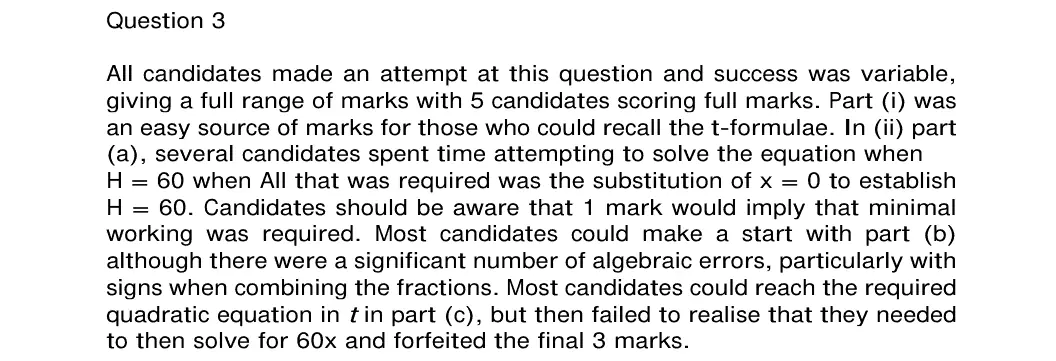 Question 3
All candidates made an attempt at this question and success was variable,
giving a full range of marks with 5 candidates scoring full marks. Part (i) was
an easy source of marks for those who could recall the t-formulae. In (ii) part
(a), several candidates spent time attempting to solve the equation when
H = 60 when All that was required was the substitution of x = 0 to establish
H = 60. Candidates should be aware that 1 mark would imply that minimal
working was required. Most candidates could make a start with part (b)
although there were a significant number of algebraic errors, particularly with
signs when combining the fractions. Most candidates could reach the required
quadratic equation in t in part (c), but then failed to realise that they needed
to then solve for 60x and forfeited the final 3 marks.